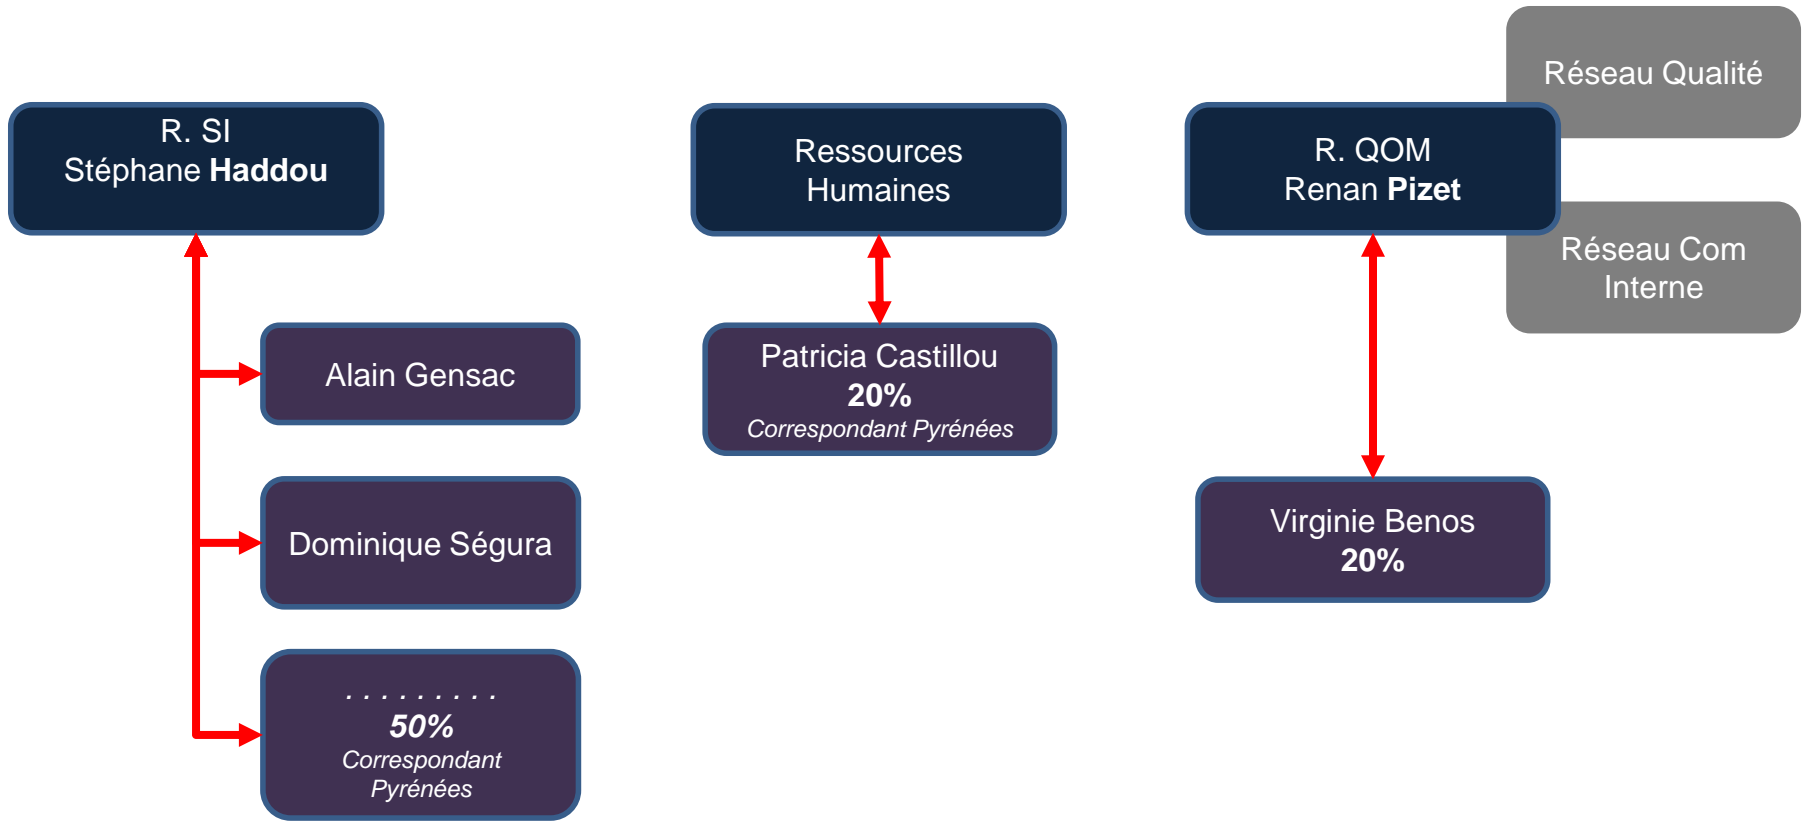 R. SI
Stéphane Haddou
Alain Gensac
Dominique Ségura
. . . . . . . . .
50%
Correspondant
Pyrénées
Ressources
Humaines
Patricia Castillou
20%
Correspondant Pyrénées
Réseau Qualité
R. QOM
Renan Pizet
Réseau Com
Interne
Virginie Benos
20%